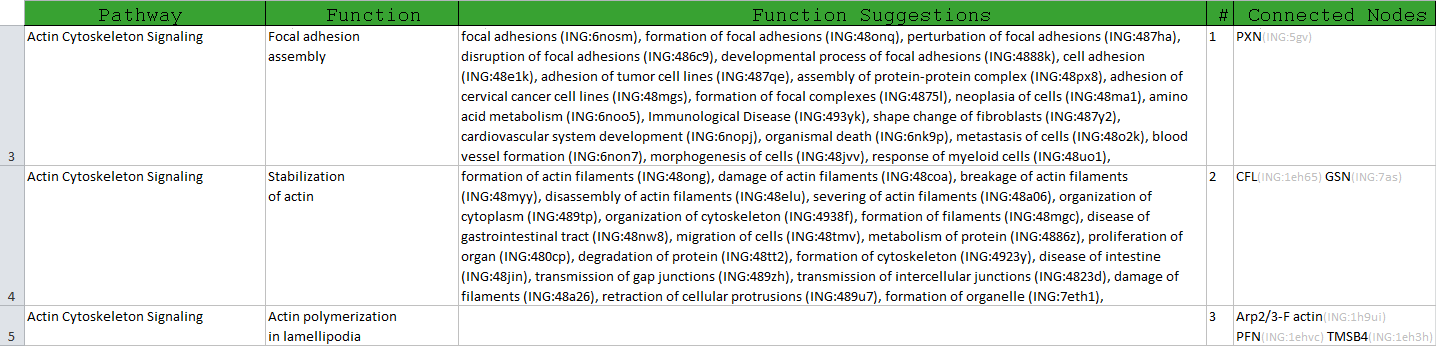 Pathway Function Function Suggestions # Connected Nodes
Actin Cytoskeleton Signaling Focal adhesion focal adhesions (ING:6nosm), formation of focal adhesions (ING:48onq), perturbation of focal adhesions (ING:487ha), 1 PXN(ING:5gv)
assembly disruption of focal adhesions (ING:486c9), developmental process of focal adhesions (ING:4888k), cell adhesion
(ING:48e1k), adhesion of tumor cell lines (ING:487qe), assembly of protein-protein complex (ING:48px8), adhesion of
cervical cancer cell lines (ING:48mgs), formation of focal complexes (ING:4875l), neoplasia of cells (ING:48ma1), amino
acid metabolism (ING:6noo5), Immunological Disease (ING:493yk), shape change of fibroblasts (ING:487y2),
cardiovascular system development (ING:6nopj), organismal death (ING:6nk9p), metastasis of cells (ING:48o2k), blood
3 vessel formation (ING:6non7), morphogenesis of cells (ING:48jvv), response of myeloid cells (ING:48uo1),
Actin Cytoskeleton Signaling Stabilization formation of actin filaments (ING:48ong), damage of actin filaments (ING:48coa), breakage of actin filaments 2 CFL(ING:1eh65) GSN(ING:7as)
of actin (ING:48myy), disassembly of actin filaments (ING:48elu), severing of actin filaments (ING:48a06), organization of
cytoplasm (ING:489tp), organization of cytoskeleton (ING:4938f), formation of filaments (ING:48mgc), disease of
gastrointestinal tract (ING:48nw8), migration of cells (ING:48tmv), metabolism of protein (ING:4886z), proliferation of
organ (ING:480cp), degradation of protein (ING:48tt2), formation of cytoskeleton (ING:4923y), disease of intestine
(ING:48jin), transmission of gap junctions (ING:489zh), transmission of intercellular junctions (ING:4823d), damage of
4 filaments (ING:48a26), retraction of cellular protrusions (ING:489u7), formation of organelle (ING:7eth1),
Actin Cytoskeleton Signaling Actin polymerization 3 Arp2/3-F actin(ING:1h9ui)
5 in lamellipodia PFN(ING:1ehvc) TMSB4(ING:1eh3h)